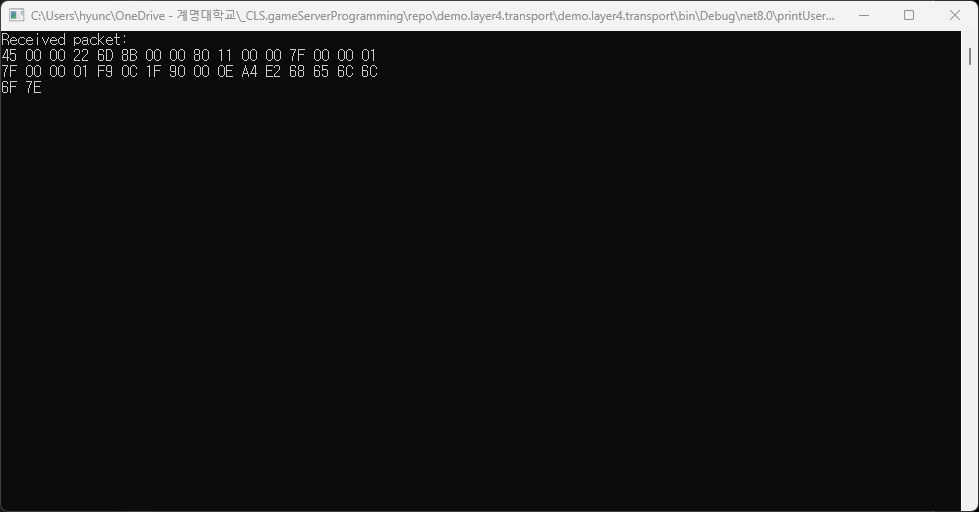 C:\Users\hyunc\OneDrive - 계명대학교\_CLS.gameServerProgramming\repo\demo.layer4.transport\demo.layer4.transport\bin\Debug\net8.0\printUser...
Received packet:
45 00 00 22 6D 8B 00 00 80 11 00 00 7F 00 00 01
7F 00 00 01 F9 0C 1F 90 00 0E A4 E2 68 65 6C 6C
6F 7E